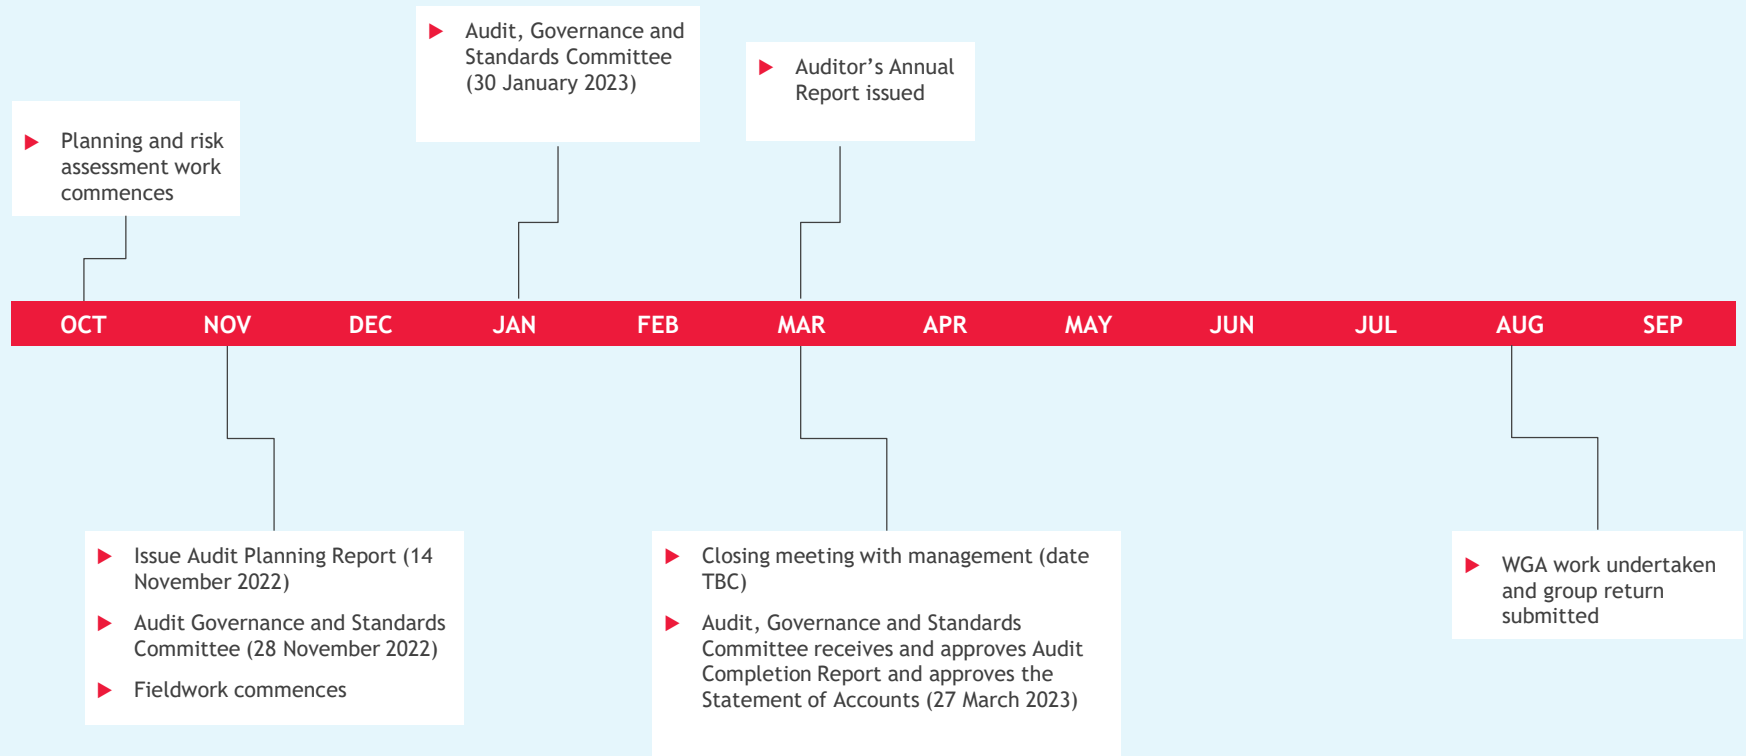 Audit, Governance and
Standards Committee
(30 January 2023)
Auditor’s Annual
Report issued
Planning and risk
assessment work
commences
OCT NOV DEC JAN FEB MAR APR MAY JUN JUL AUG SEP
Issue Audit Planning Report (14
November 2022)
Audit Governance and Standards
Committee (28 November 2022)
Fieldwork commences
Closing meeting with management (date
TBC)
Audit, Governance and Standards
Committee receives and approves Audit
Completion Report and approves the
Statement of Accounts (27 March 2023)
WGA work undertaken
and group return
submitted